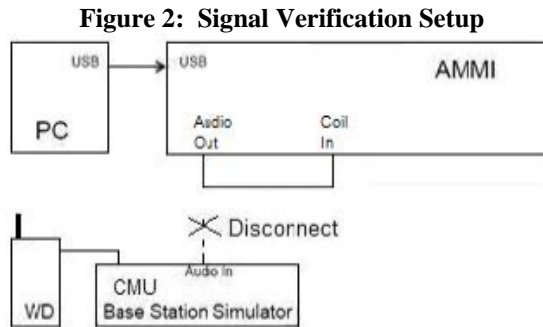 Figure 2: Signal Verification Setup
USB
USB
AMMI
PC
Audio
Out
Coil
In
Disconnect
Audio In
CMU
WD
Base Station Simulator